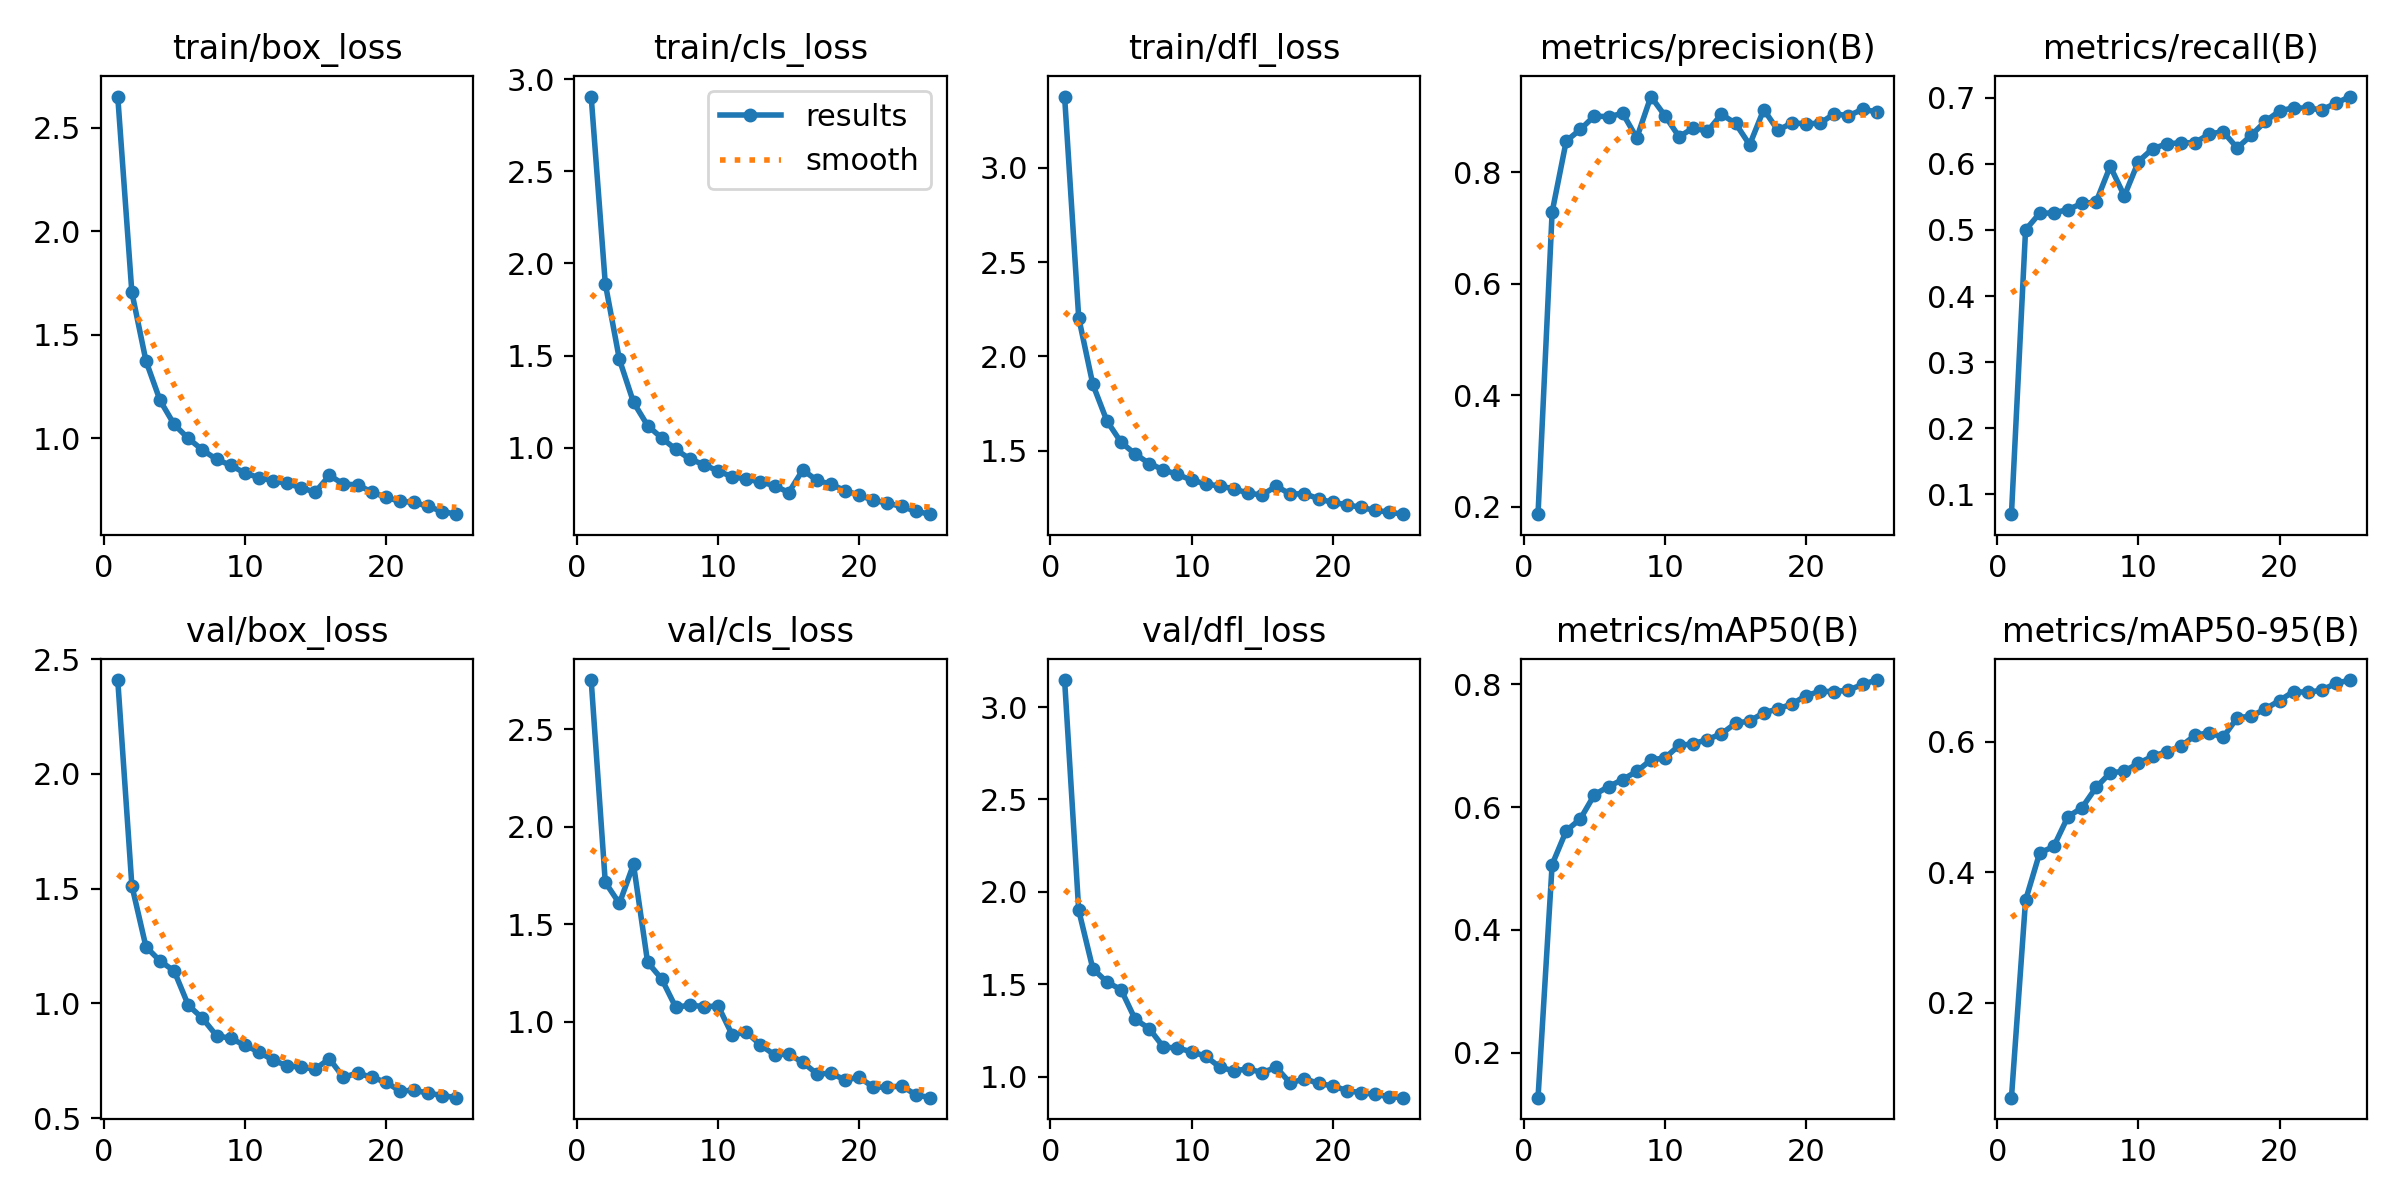 train/box_loss
2.5
2.0
1.5
1.0
0 10 20
train/cls_loss
results
smooth
3.0
2.5
2.0
1.5
1.0
0 10 20
train/dfl_loss
3.0
2.5
2.0
1.5
0 10 20
metrics/precision(B)
0.8
0.6
0.4
0.2
0 10 20
metrics/recall(B)
0.7
0.6
0.5
0.4
0.3
0.2
0.1
0 10 20
val/box_loss
2.5
2.0
1.5
1.0
0.5
0 10 20
val/cls_loss
2.5
2.0
1.5
1.0
0 10 20
val/dfl_loss
3.0
2.5
2.0
1.5
1.0
0 10 20
metrics/mAP50(B)
0.8
0.6
0.4
0.2
0 10 20
metrics/mAP50-95(B)
0.6
0.4
0.2
0 10 20